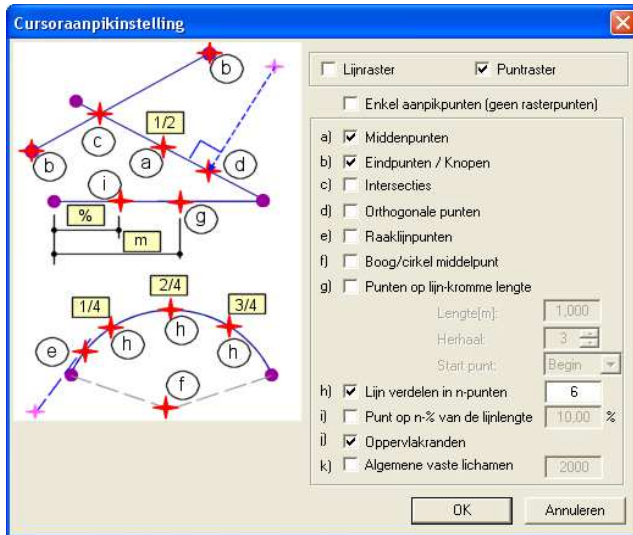 Cursoraanpikinstelling
Lijnraster
Puntraster
Enkel aanpikpunten (geen rasterpunten)
a) Middenpunten
b) Eindpunten / Knopen
c) Intersecties
d) Orthogonale punten
e) Raaklijnpunten
f) Boog/cirkel middelpunt
g) Punten op lijn-kromme lengte
Lengte[m]: 1,000
Herhaal: 3
Start punt: Begin
h) Lijn verdelen in n-punten 6
i) Punt op n-% van de lijnlengte 10,00 %
j) Oppervlakranden
k) Algemene vaste lichamen 2000
OK
Annuleren
b
1/2
c
b
a
d
i
g
%
m
2/4
1/4
3/4
h
h
h
e
f